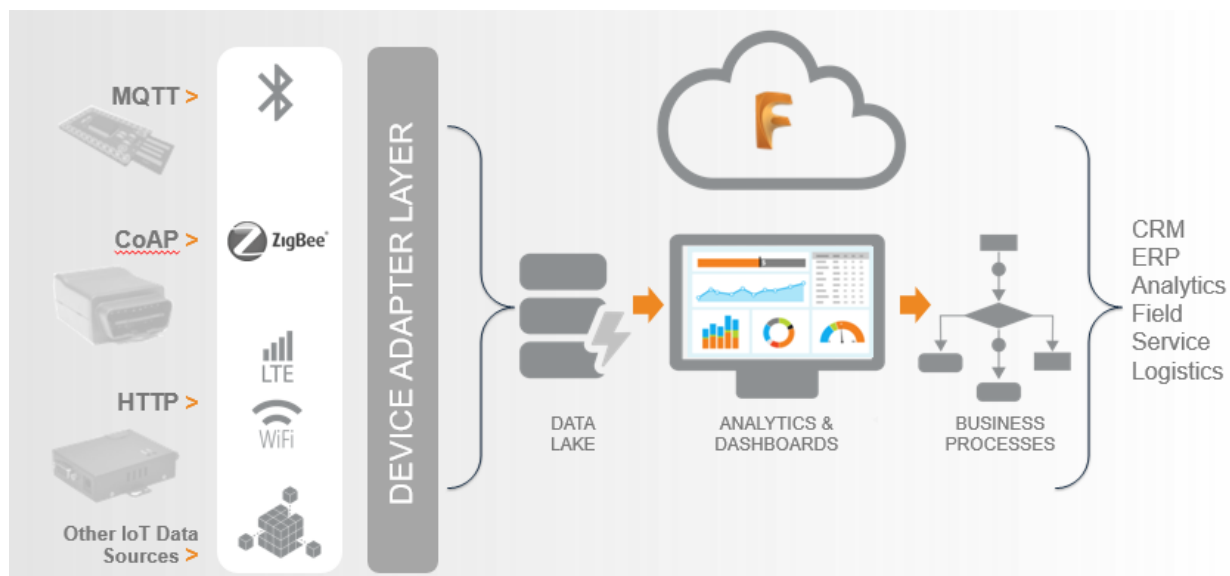 MQTT >
CoAP >
ZigBee®
LTE
HTTP >
WiFi
Other IoT Data
Sources >
DEVICE ADAPTER LAYER
F
DATA
LAKE
ANALYTICS &
DASHBOARDS
BUSINESS
PROCESSES
CRM
ERP
Analytics
Field
Service
Logistics